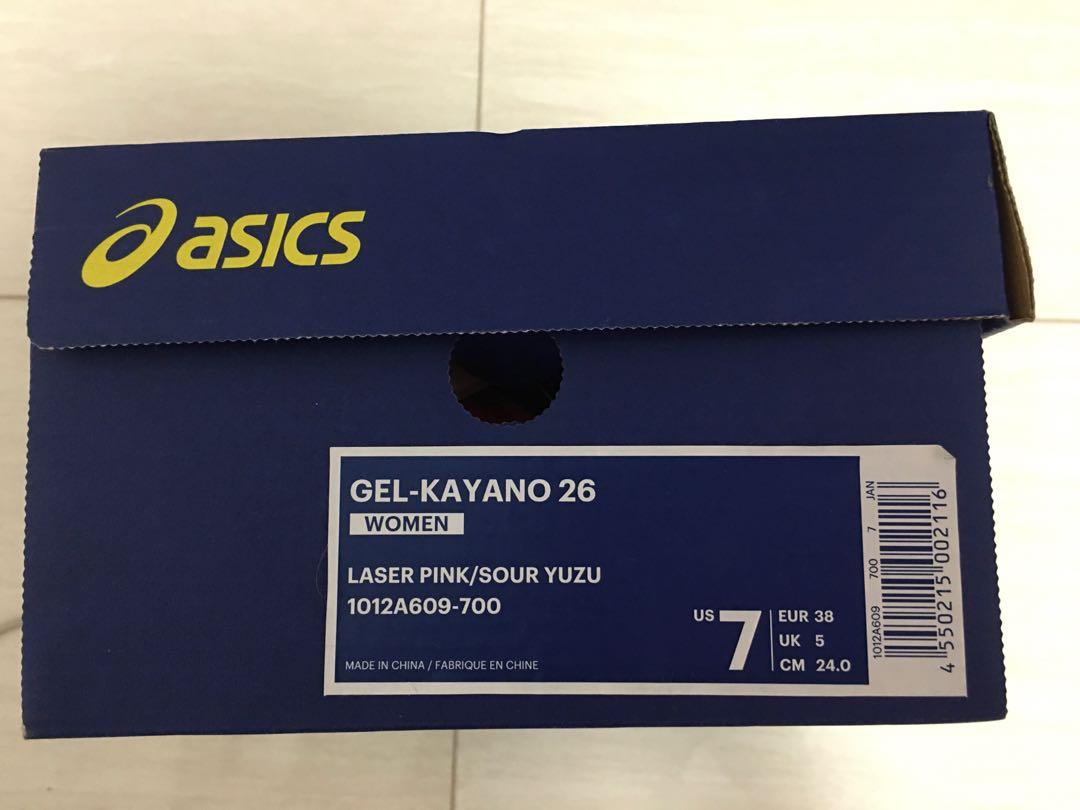 asics
GEL-KAYANO 26
WOMEN
LASER PINK/SOUR YUZU
1012A609-700
MADE IN CHINA / FABRIQUE EN CHINE
US 7
EUR 38
UK 5
CM 24.0
1012A609 700 7 JAN
4 550215 002116